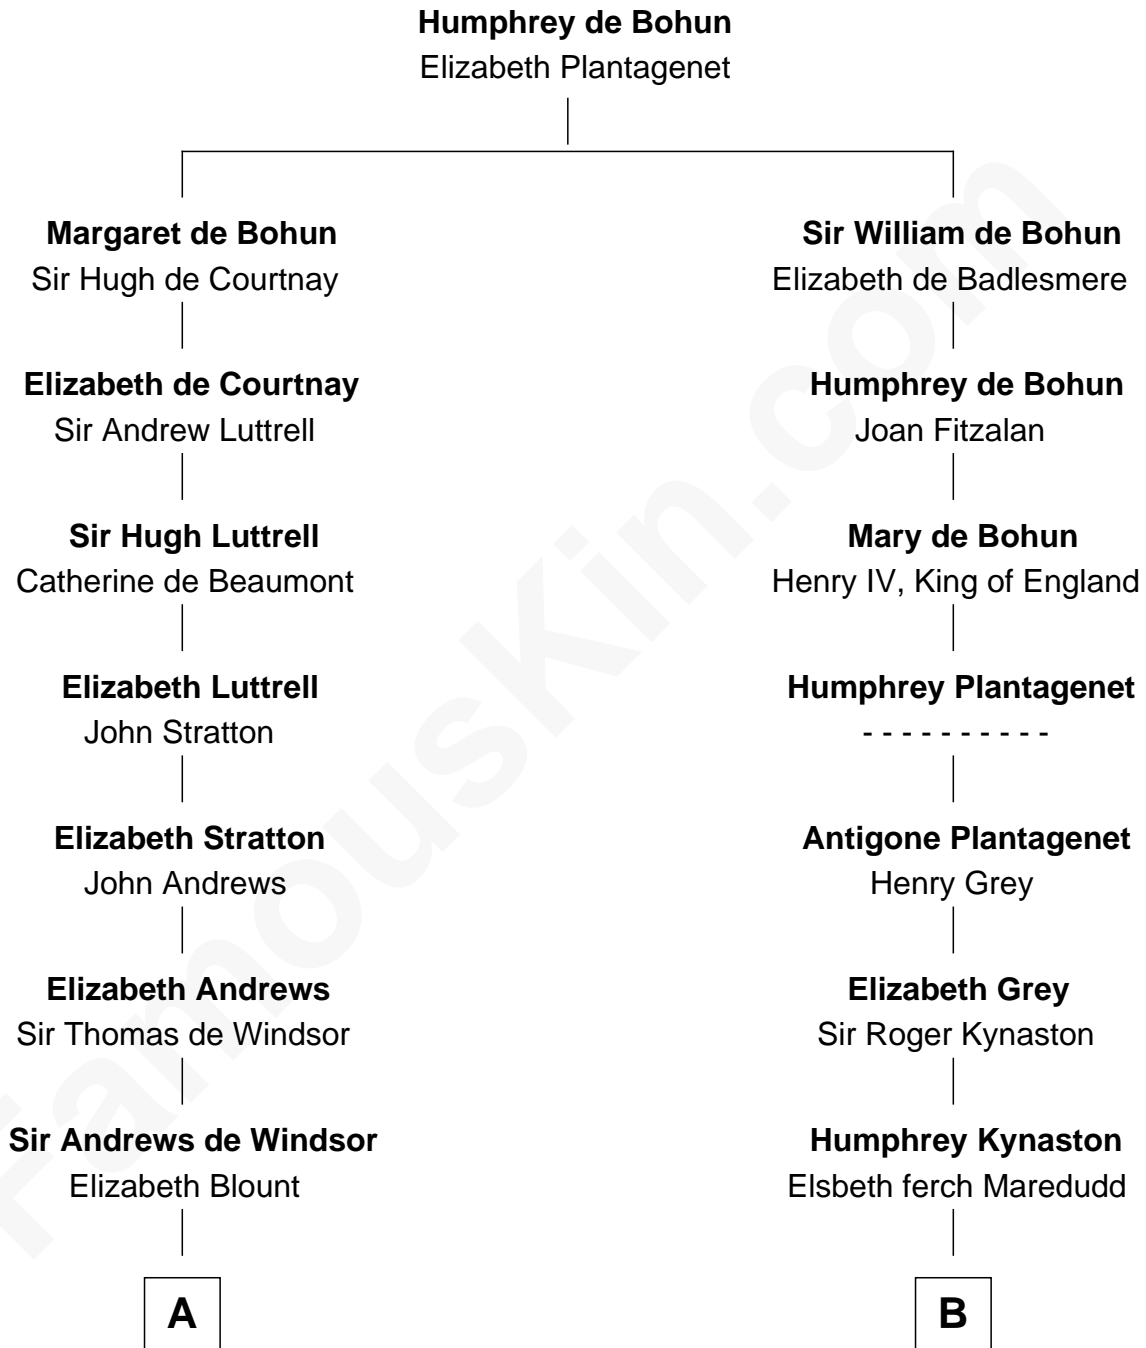 Humphrey de Bohun
Elizabeth Plantagenet
Margaret de Bohun
Sir Hugh de Courtnay
Sir William de Bohun
Elizabeth de Badlesmere
Elizabeth de Courtnay
Sir Andrew Luttrell
Humphrey de Bohun
Joan Fitzalan
Sir Hugh Luttrell
Catherine de Beaumont
Mary de Bohun
Henry IV, King of England
Elizabeth Luttrell
John Stratton
Humphrey Plantagenet
- - - - - - - - - -
Elizabeth Stratton
John Andrews
Antigone Plantagenet
Henry Grey
Elizabeth Andrews
Sir Thomas de Windsor
Elizabeth Grey
Sir Roger Kynaston
Sir Andrews de Windsor
Elizabeth Blount
Humphrey Kynaston
Elsbeth ferch Maredudd
A
B
FamousKin.com